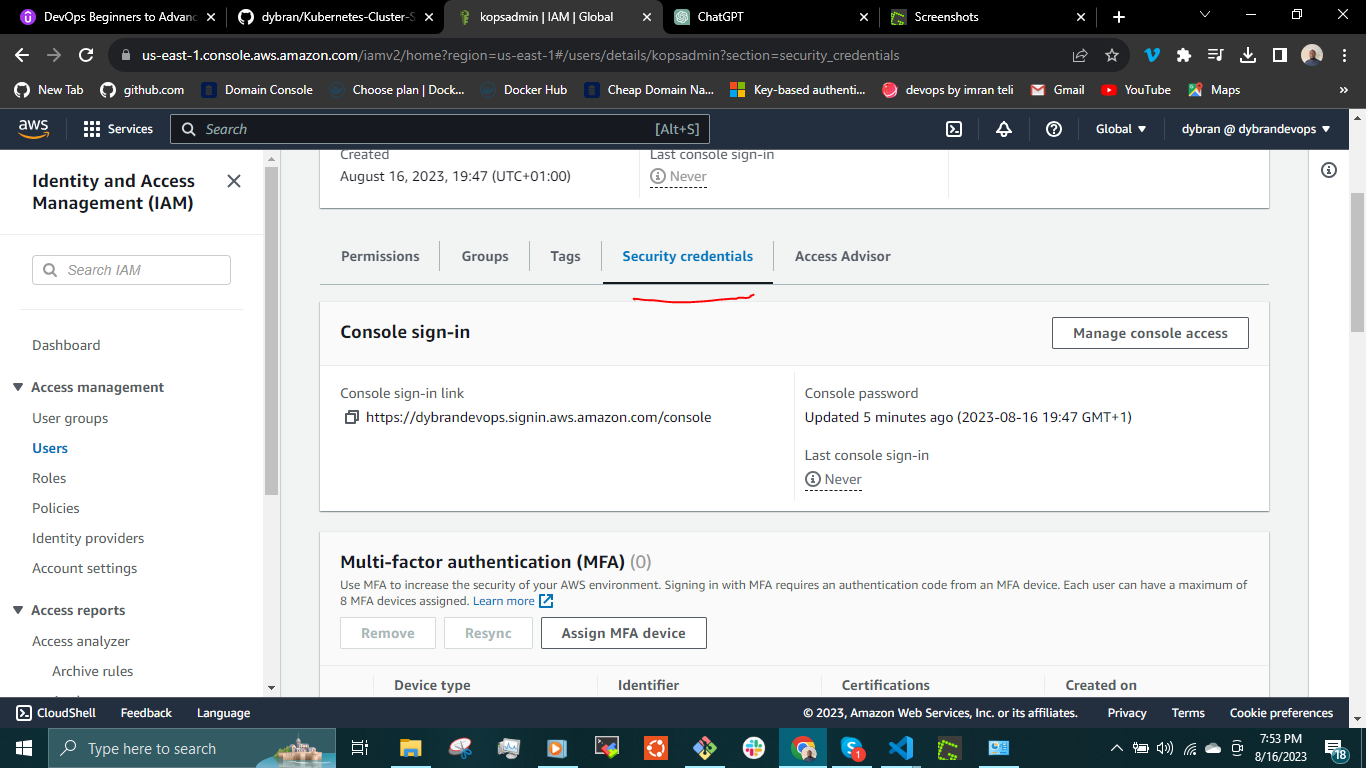 DevOps Beginners to Advanc
dybran/Kubernetes-Cluster-S
kopsadmin | IAM | Global
ChatGPT
Screenshots
us-east-1.console.aws.amazon.com/iamv2/home?region=us-east-1#/users/details/kopsadmin?section=security_credentials
New Tab
github.com
Domain Console
Choose plan | Dock...
Docker Hub
Cheap Domain Na...
Key-based authenti...
devops by imran teli
Gmail
YouTube
Maps
»
aws
Services
Search
[Alt+S]
Global
dybran @ dybrandevops
Identity and Access
Management (IAM)
Search IAM
Dashboard
Access management
User groups
Users
Roles
Policies
Identity providers
Account settings
Access reports
Access analyzer
Archive rules
Created
August 16, 2023, 19:47 (UTC+01:00)
Last console sign-in
Never
Permissions
Groups
Tags
Security credentials
Access Advisor
Console sign-in
Manage console access
Console sign-in link
https://dybrandevops.signin.aws.amazon.com/console
Console password
Updated 5 minutes ago (2023-08-16 19:47 GMT+1)
Last console sign-in
Never
Multi-factor authentication (MFA) (0)
Use MFA to increase the security of your AWS environment. Signing in with MFA requires an authentication code from an MFA device. Each user can have a maximum of
8 MFA devices assigned. Learn more
Remove
Resync
Assign MFA device
Device type
Identifier
Certifications
Created on
CloudShell
Feedback
Language
© 2023, Amazon Web Services, Inc. or its affiliates.
Privacy
Terms
Cookie preferences
Type here to search
1
7:53 PM
8/16/2023
18